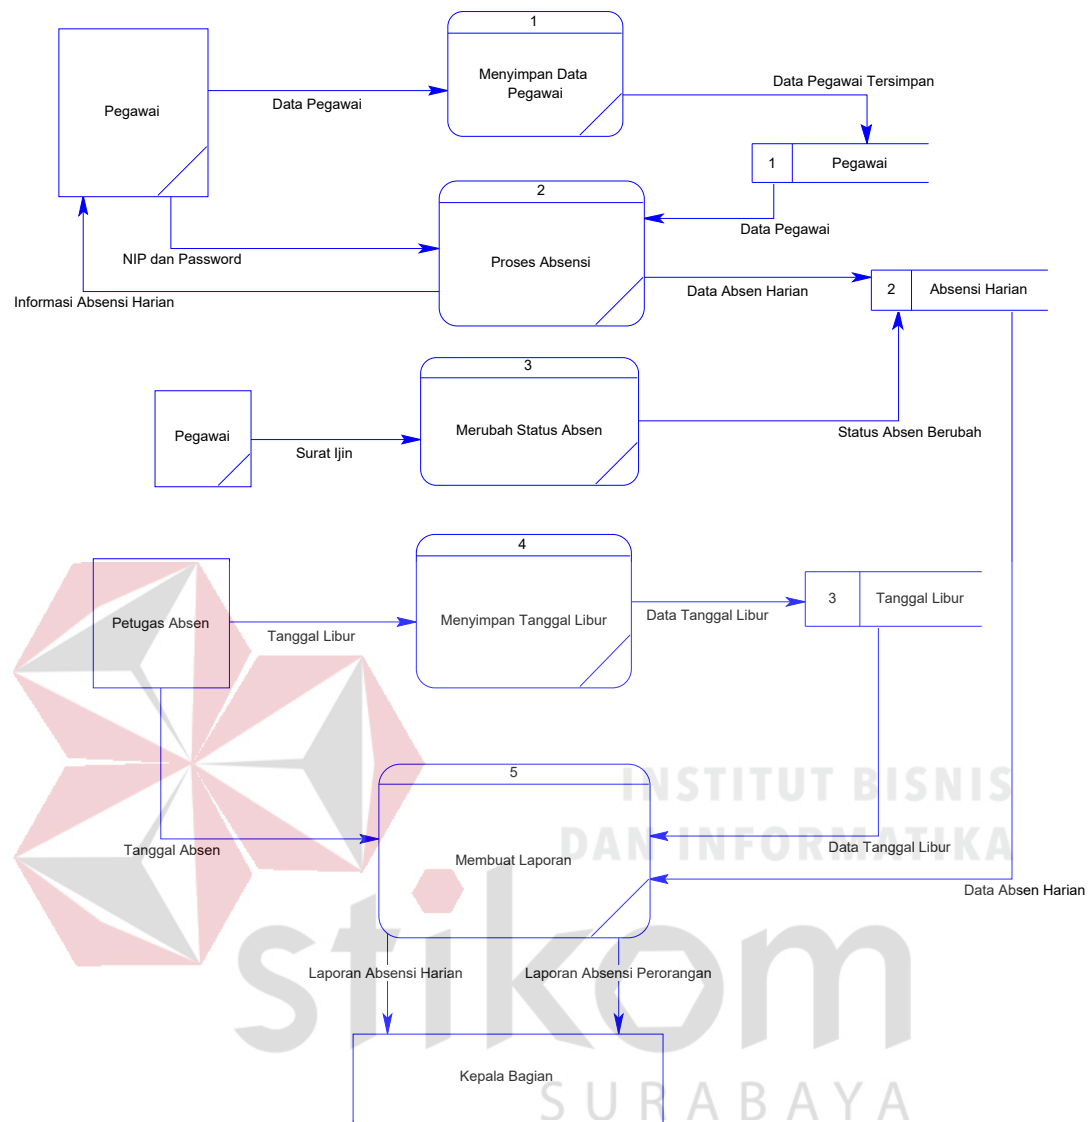 1
Menyimpan Data
Pegawai
Pegawai
Data Pegawai
Data Pegawai Tersimpan
1
Pegawai
2
Proses Absensi
Data Pegawai
NIP dan Password
Informasi Absensi Harian
Data Absen Harian
2
Absensi Harian
3
Merubah Status Absen
Pegawai
Surat Ijin
Status Absen Berubah
4
Menyimpan Tanggal Libur
Petugas Absen
Tanggal Libur
Data Tanggal Libur
3
Tanggal Libur
5
Membuat Laporan
INSTITUT BISNIS
DAN INFORMATIKA
Tanggal Absen
Data Tanggal Libur
Data Absen Harian
stikom
Laporan Absensi Harian
Laporan Absensi Perorangan
Kepala Bagian
SURABAYA